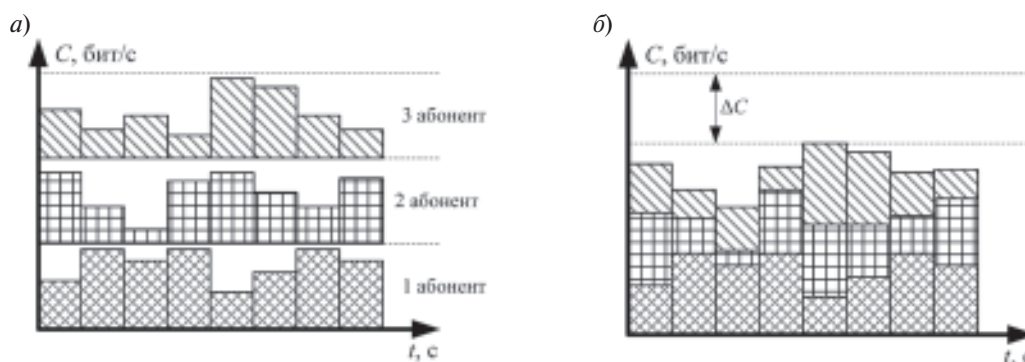 а)
C, бит/с
3 абонент
2 абонент
1 абонент
t, с
б)
C, бит/с
ΔC
t, с